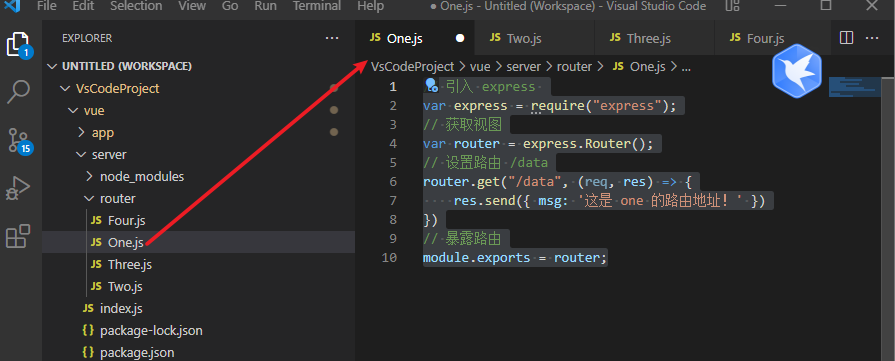 File Edit Selection View Go Run Terminal Help ● One.js - Untitled (Workspace) - Visual Studio Code
EXPLORER
UNTITLED (WORKSPACE)
VsCodeProject
vue
app
server
node_modules
router
Four.js
One.js
Three.js
Two.js
index.js
package-lock.json
package.json
1
15
JS One.js
JS Two.js
JS Three.js
JS Four.js
VsCodeProject > vue > server > router > JS One.js > ...
1 引入 express
2 var express = require("express");
3 // 获取视图
4 var router = express.Router();
5 // 设置路由 /data
6 router.get("/data", (req, res) => {
7 res.send({ msg: '这是 one 的路由地址！' })
8 })
9 // 暴露路由
10 module.exports = router;